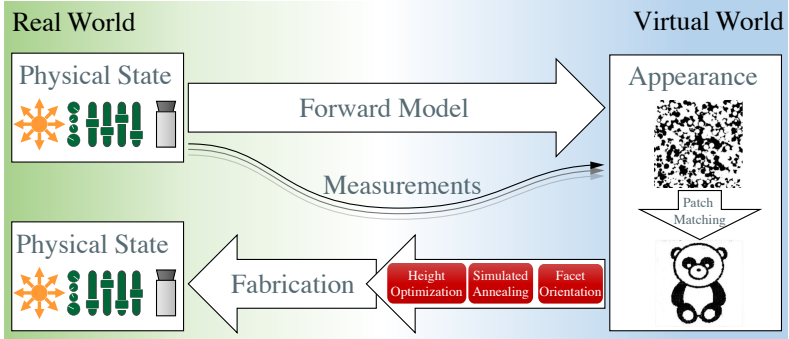 Real World
Virtual World
Physical State
Forward Model
Appearance
Measurements
Patch
Matching
Physical State
Fabrication
Height
Optimization
Simulated
Annealing
Facet
Orientation